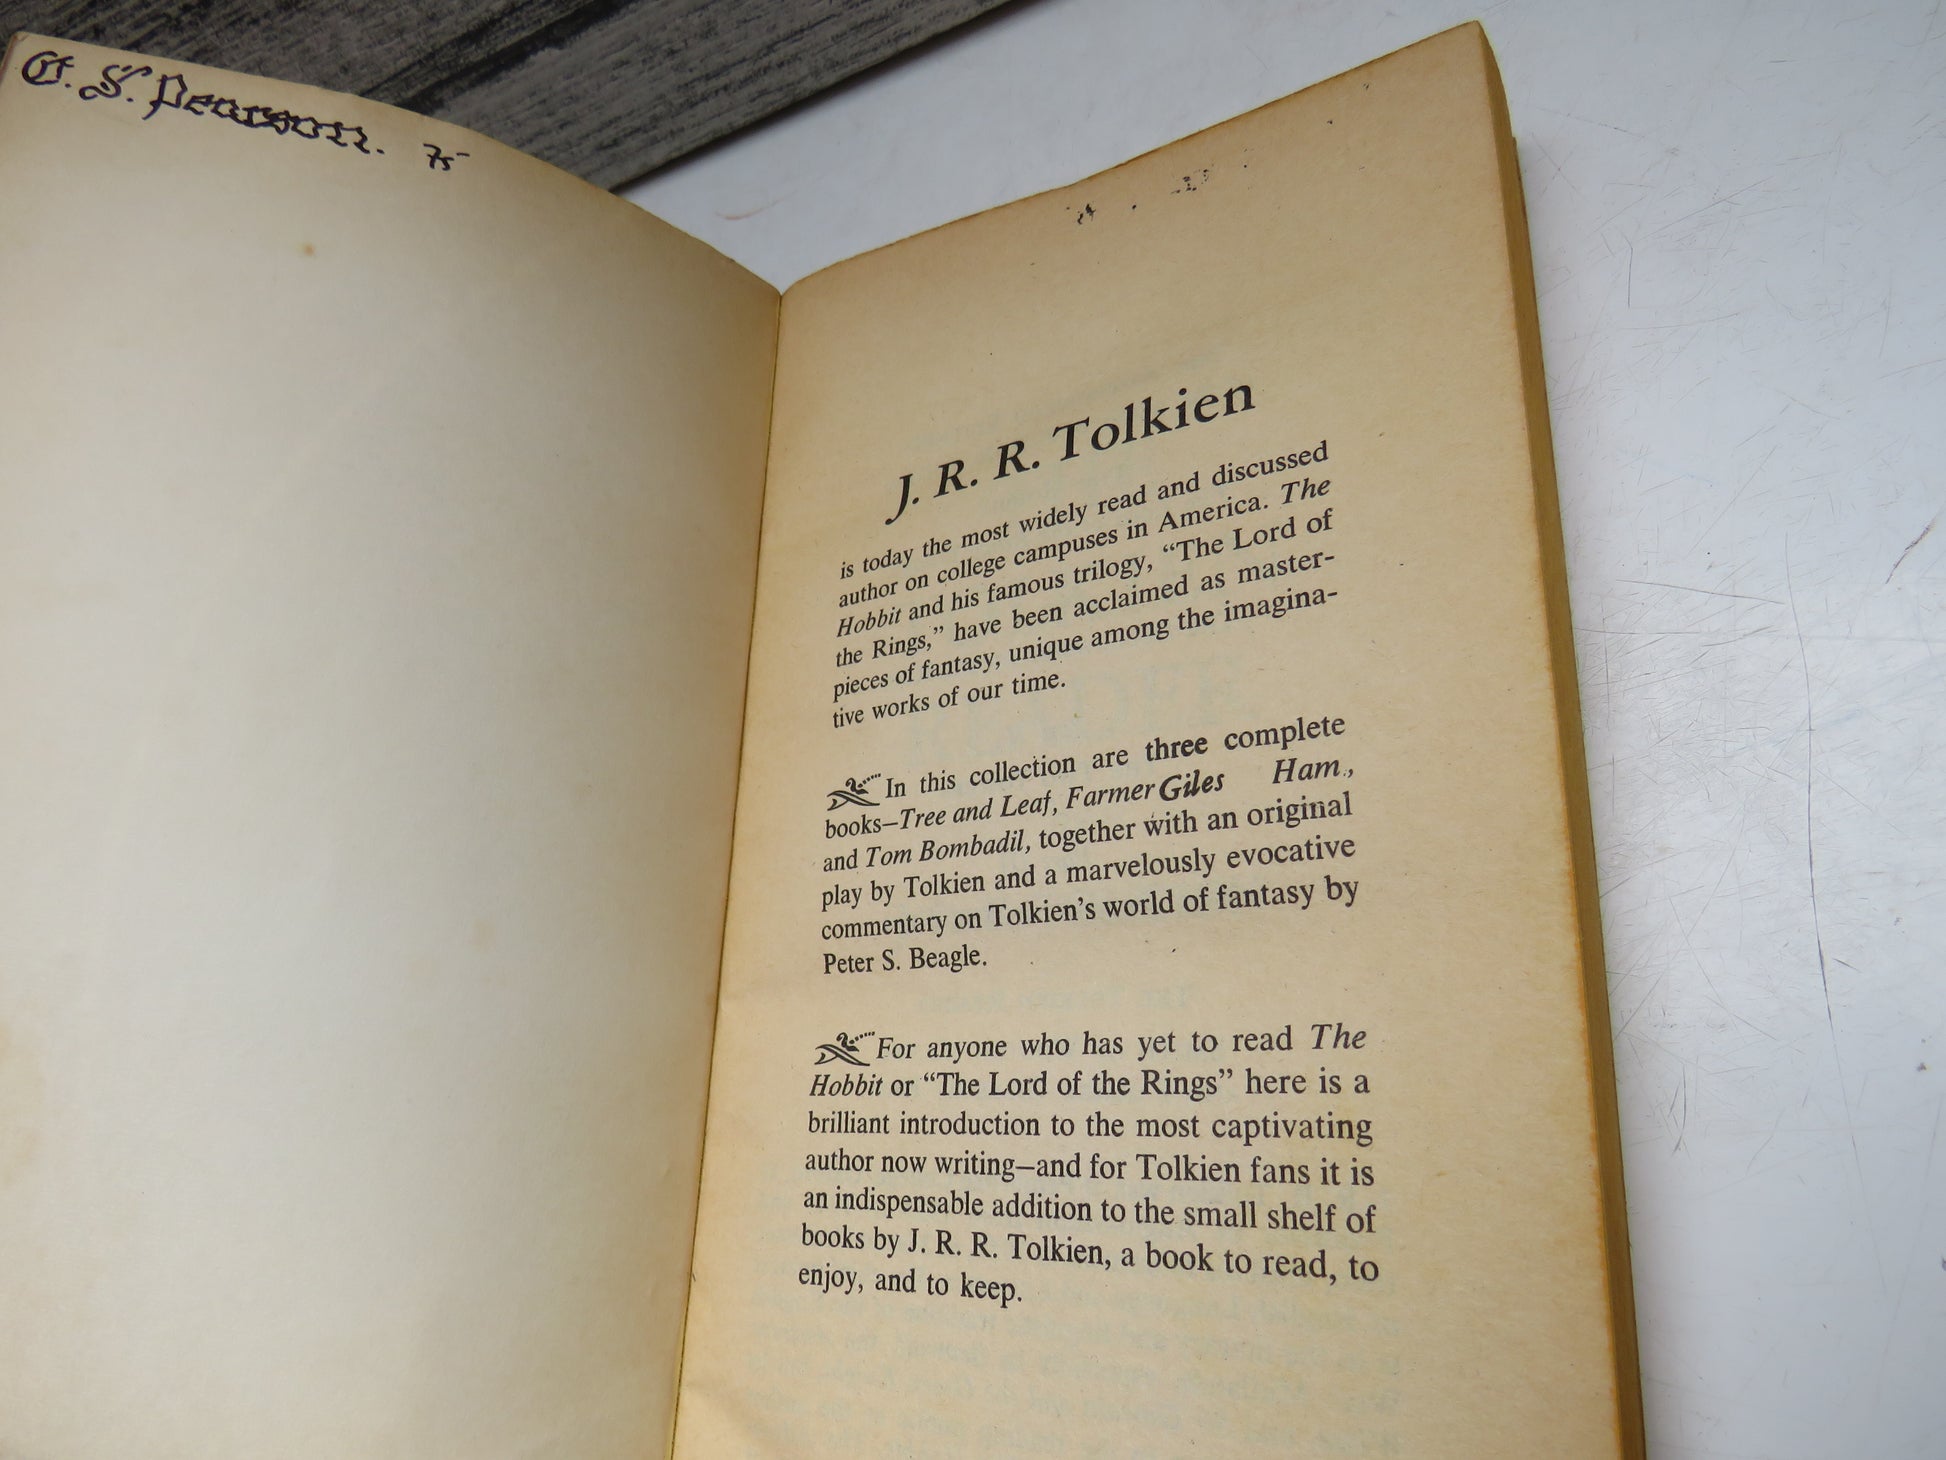 S. Pearson. 75
J. R. R. Tolkien
is today the most widely read and discussed
author on college campuses in America. The
Hobbit and his famous trilogy, “The Lord of
the Rings,” have been acclaimed as master-
pieces of fantasy, unique among the imagina-
tive works of our time.
In this collection are three complete
books—Tree and Leaf, Farmer Giles Ham.,
and Tom Bombadil, together with an original
play by Tolkien and a marvelously evocative
commentary on Tolkien’s world of fantasy by
Peter S. Beagle.
For anyone who has yet to read The
Hobbit or “The Lord of the Rings” here is a
brilliant introduction to the most captivating
author now writing—and for Tolkien fans it is
an indispensable addition to the small shelf of
books by J. R. R. Tolkien, a book to read, to
enjoy, and to keep.